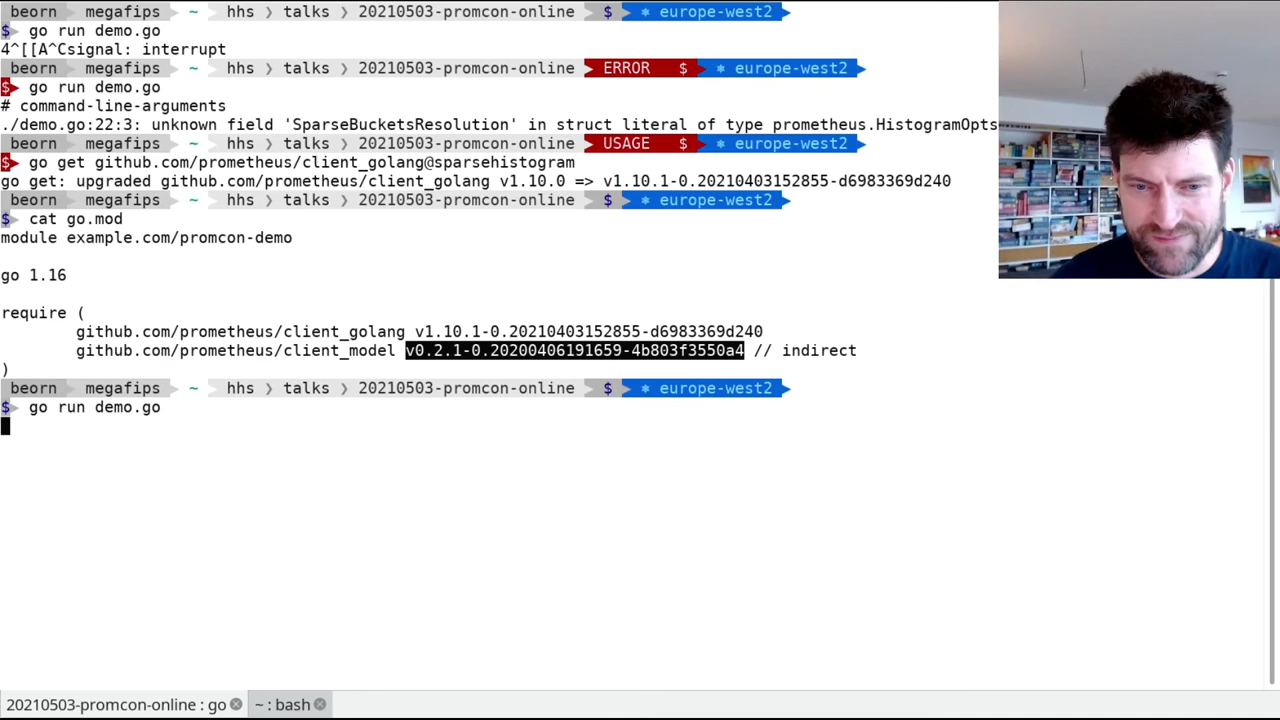 beorn megafips ~ hhs ❯ talks ❯ 20210503-promcon-online $ ⎈ europe-west2
$ go run demo.go
4^[[A^Csignal: interrupt
beorn megafips ~ hhs ❯ talks ❯ 20210503-promcon-online ERROR $ ⎈ europe-west2
$ go run demo.go
# command-line-arguments
./demo.go:22:3: unknown field 'SparseBucketsResolution' in struct literal of type prometheus.HistogramOpts
beorn megafips ~ hhs ❯ talks ❯ 20210503-promcon-online USAGE $ ⎈ europe-west2
$ go get github.com/prometheus/client_golang@sparsehistogram
go get: upgraded github.com/prometheus/client_golang v1.10.0 => v1.10.1-0.20210403152855-d6983369d240
beorn megafips ~ hhs ❯ talks ❯ 20210503-promcon-online $ ⎈ europe-west2
$ cat go.mod
module example.com/promcon-demo
go 1.16
require (
github.com/prometheus/client_golang v1.10.1-0.20210403152855-d6983369d240
github.com/prometheus/client_model v0.2.1-0.20200406191659-4b803f3550a4 // indirect
)
beorn megafips ~ hhs ❯ talks ❯ 20210503-promcon-online $ ⎈ europe-west2
$ go run demo.go
20210503-promcon-online : go
~ : bash